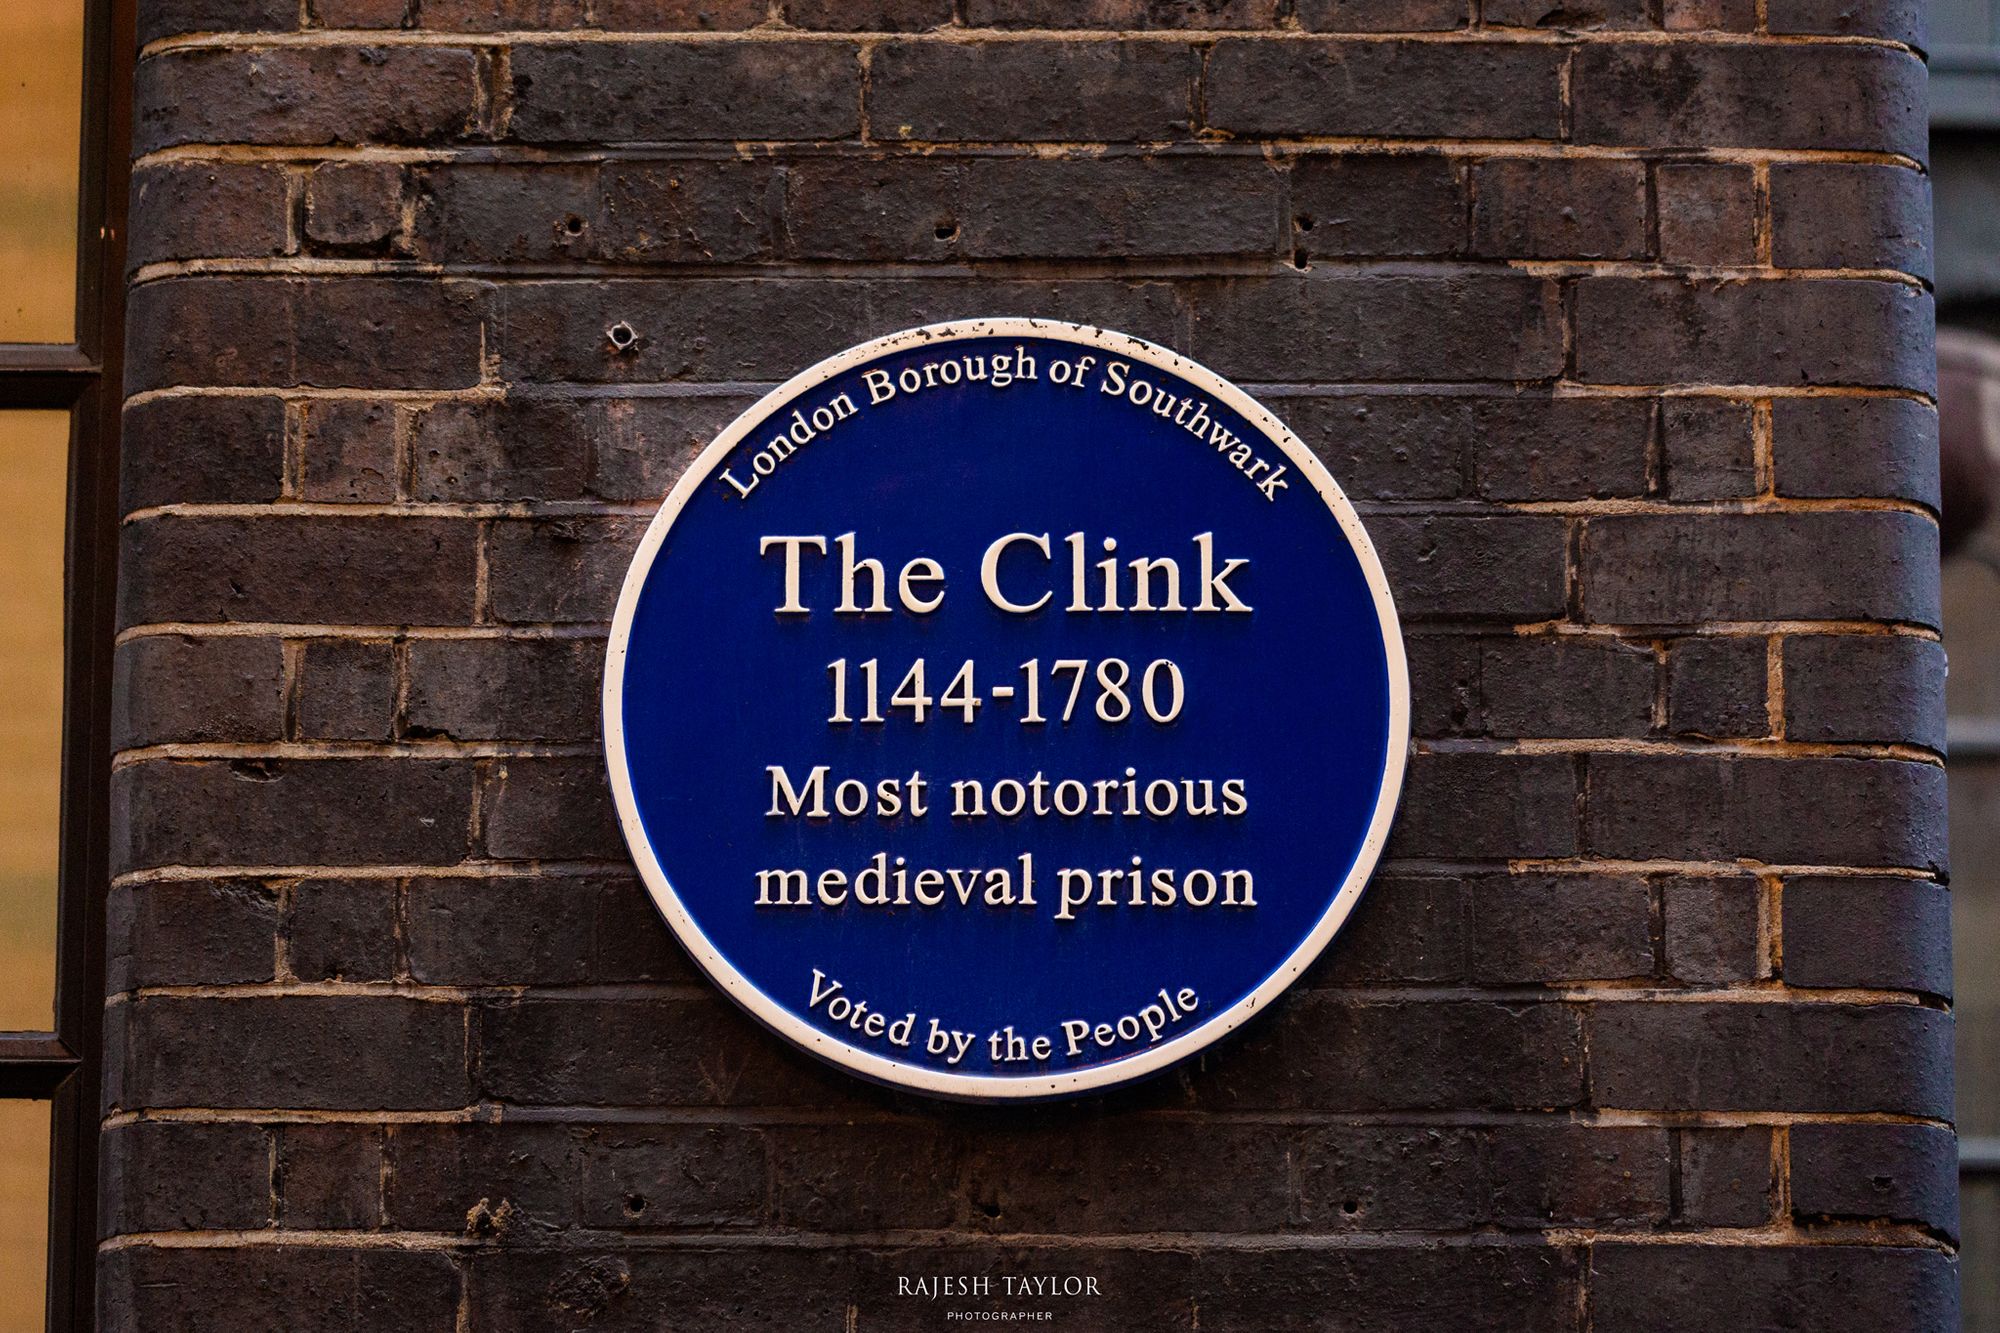 London Borough of Southwark
The Clink
1144-1780
Most notorious
medieval prison
Voted by the People
RAJESH TAYLOR
PHOTOGRAPHER